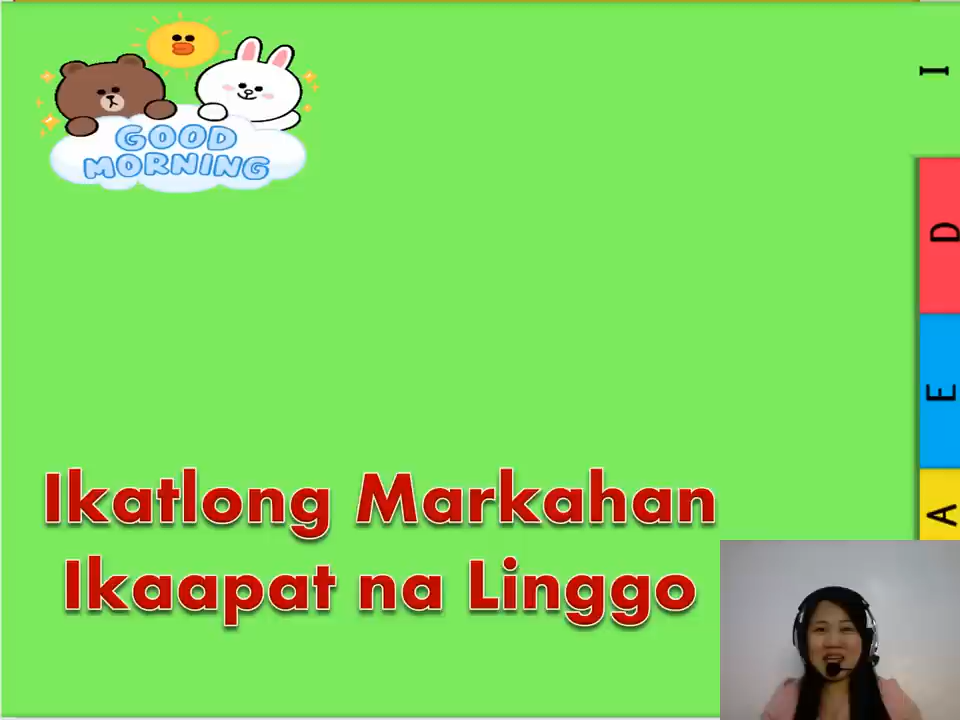 GOOD
MORNING
I
D
E
A
Ikatlong Markahan
Ikaapat na Linggo